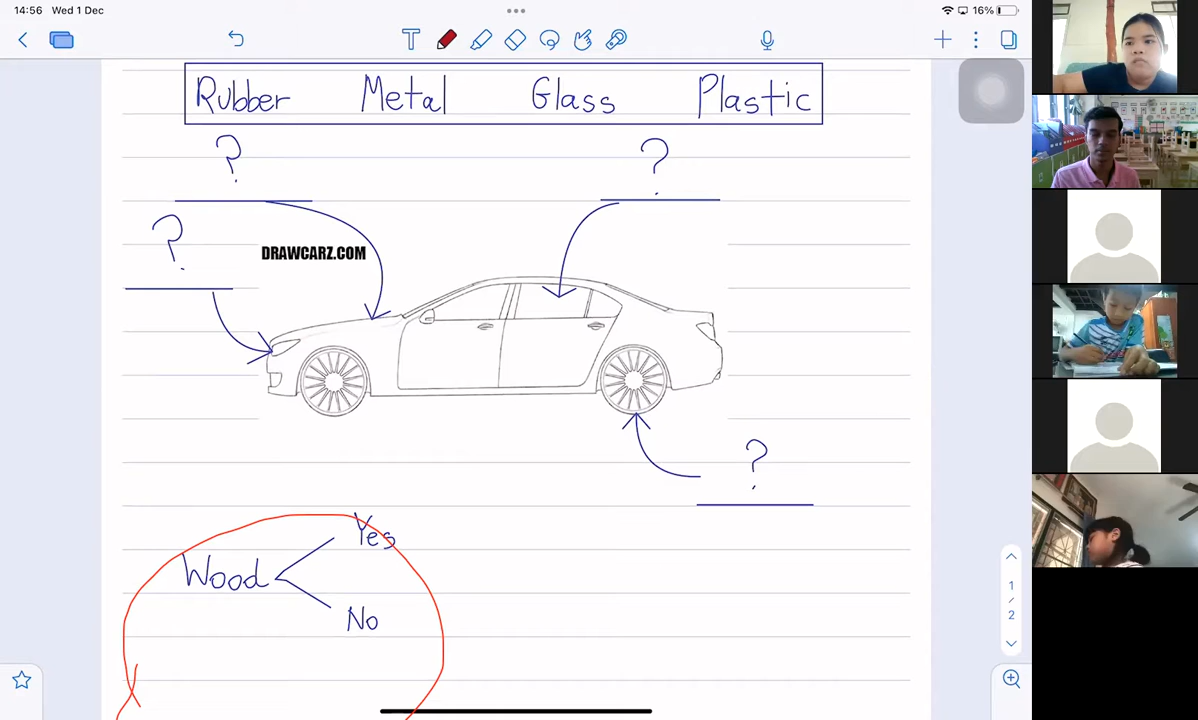 14:56 Wed 1 Dec
16%
T
Rubber Metal Glass Plastic
? ?
?
DRAWCARZ.COM
?
Yes
Wood
No
1
/
2